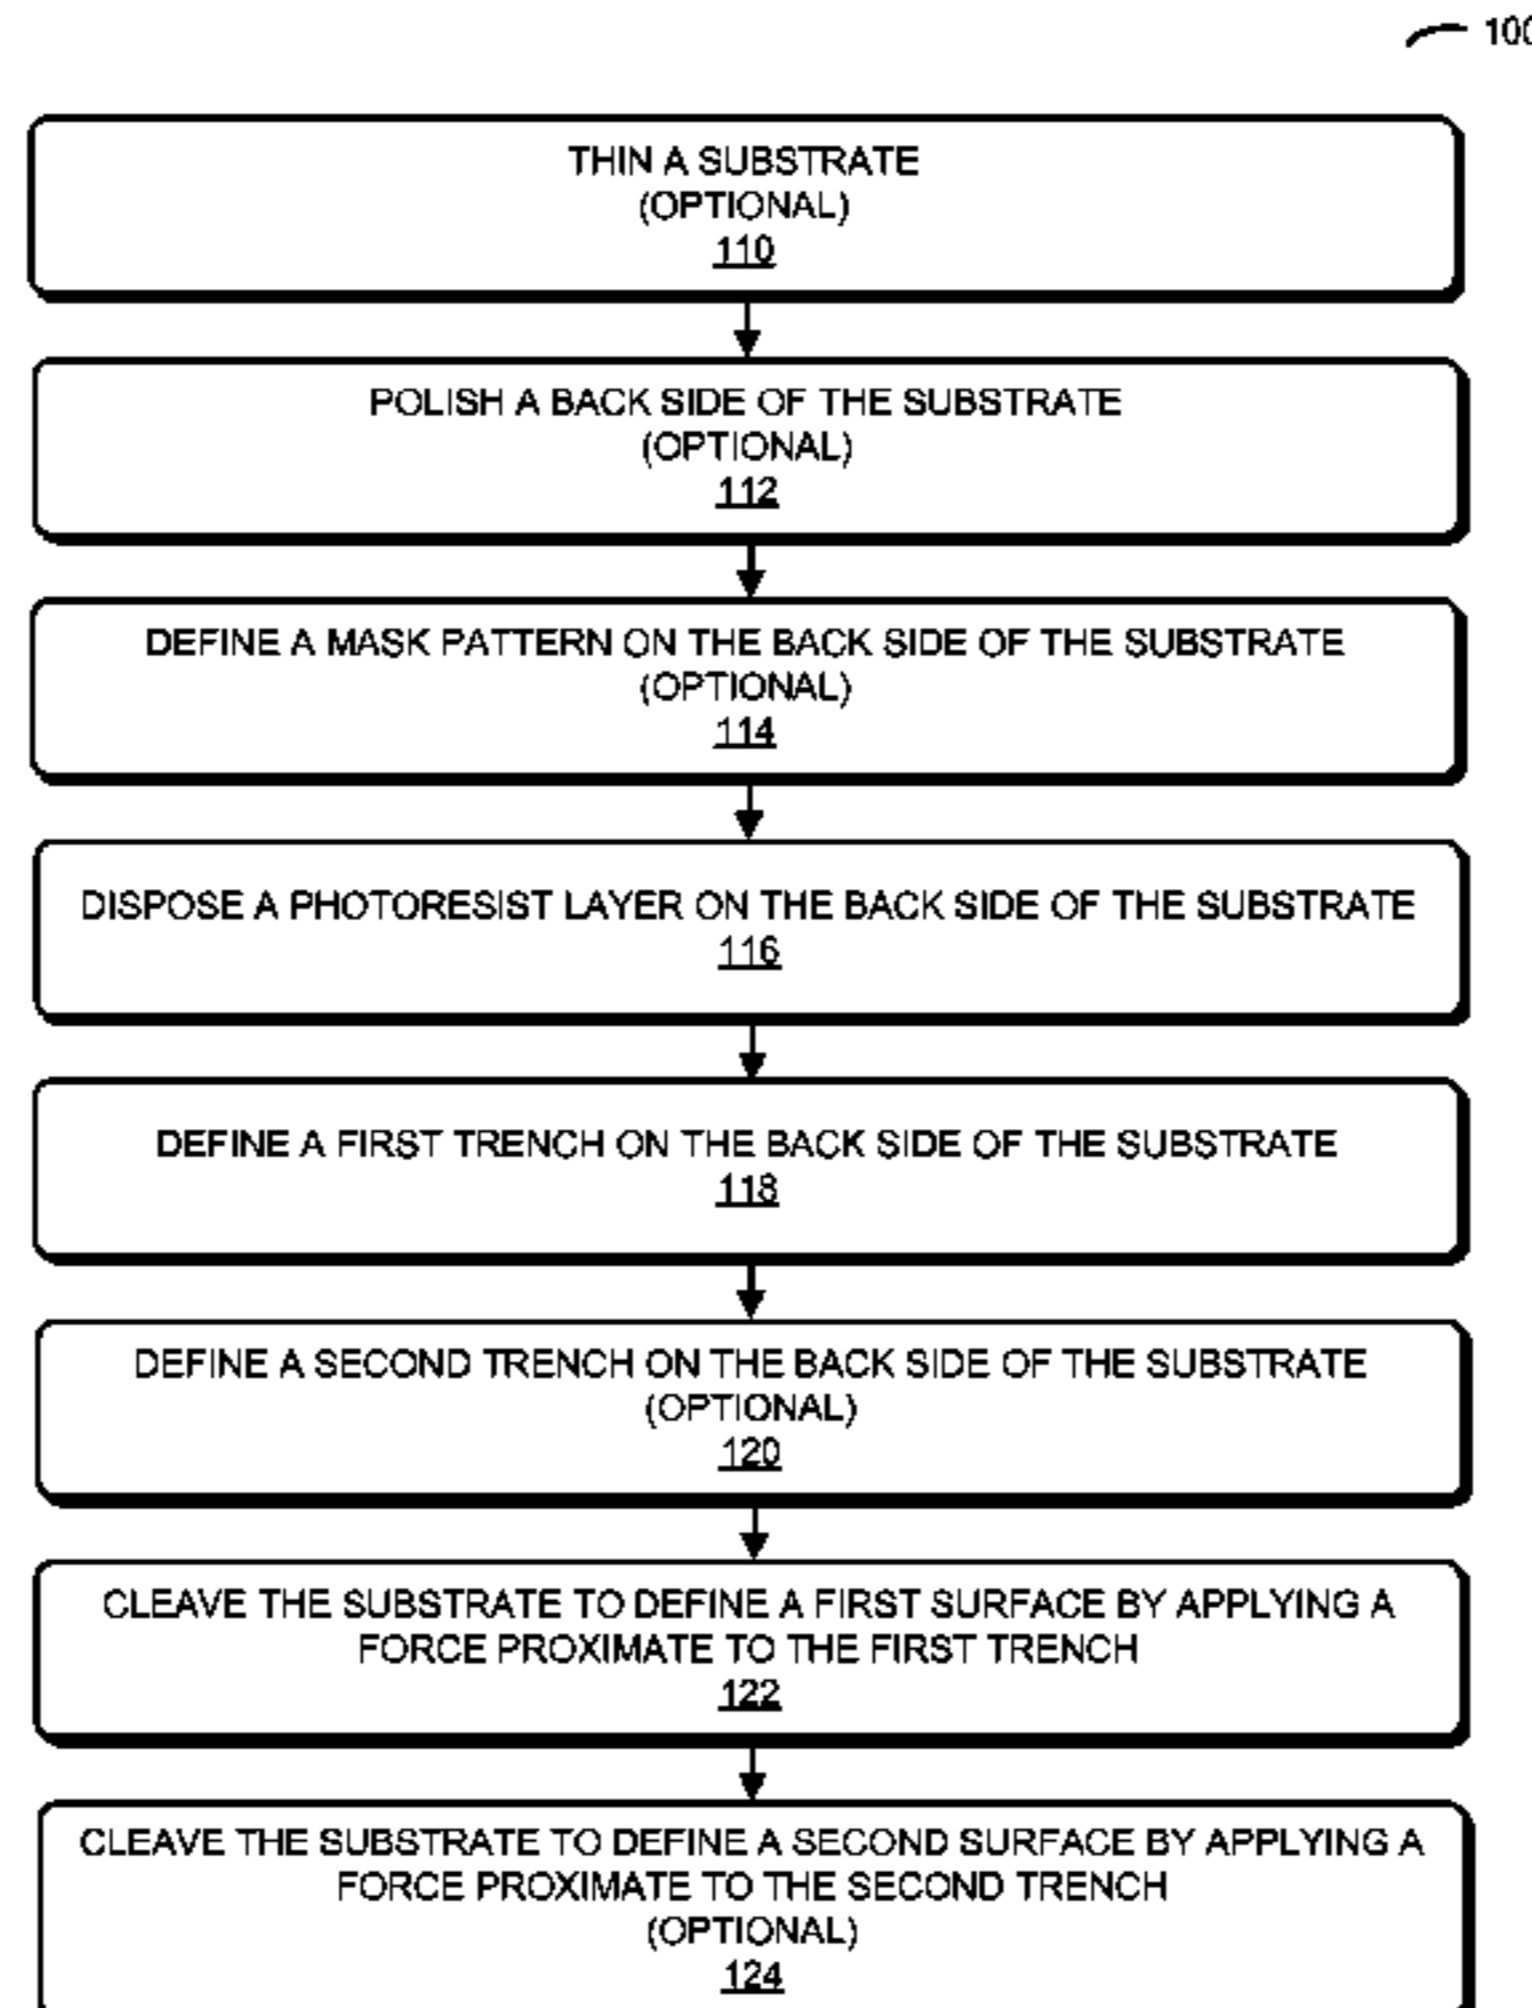 100
THIN A SUBSTRATE
(OPTIONAL)
110
POLISH A BACK SIDE OF THE SUBSTRATE
(OPTIONAL)
112
DEFINE A MASK PATTERN ON THE BACK SIDE OF THE SUBSTRATE
(OPTIONAL)
114
DISPOSE A PHOTORESIST LAYER ON THE BACK SIDE OF THE SUBSTRATE
116
DEFINE A FIRST TRENCH ON THE BACK SIDE OF THE SUBSTRATE
118
DEFINE A SECOND TRENCH ON THE BACK SIDE OF THE SUBSTRATE
(OPTIONAL)
120
CLEAVE THE SUBSTRATE TO DEFINE A FIRST SURFACE BY APPLYING A
FORCE PROXIMATE TO THE FIRST TRENCH
122
CLEAVE THE SUBSTRATE TO DEFINE A SECOND SURFACE BY APPLYING A
FORCE PROXIMATE TO THE SECOND TRENCH
(OPTIONAL)
124